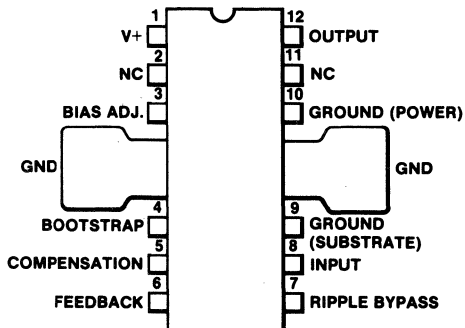 1 12
V+ OUTPUT
2 11
NC NC
3 10
BIAS ADJ. GROUND (POWER)
GND GND
4 9
BOOTSTRAP GROUND
(SUBSTRATE)
5 8
COMPENSATION INPUT
6 7
FEEDBACK RIPPLE BYPASS